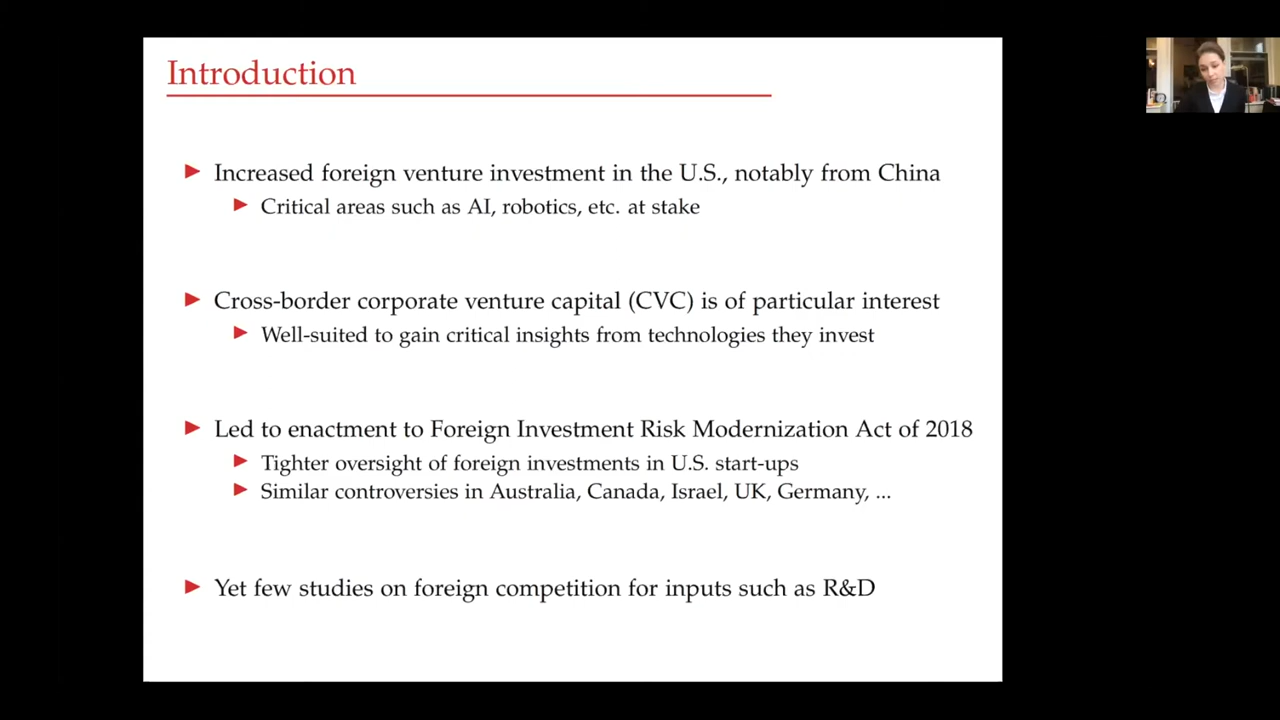 Introduction
Increased foreign venture investment in the U.S., notably from China
Critical areas such as AI, robotics, etc. at stake
Cross-border corporate venture capital (CVC) is of particular interest
Well-suited to gain critical insights from technologies they invest
Led to enactment to Foreign Investment Risk Modernization Act of 2018
Tighter oversight of foreign investments in U.S. start-ups
Similar controversies in Australia, Canada, Israel, UK, Germany, ...
Yet few studies on foreign competition for inputs such as R&D